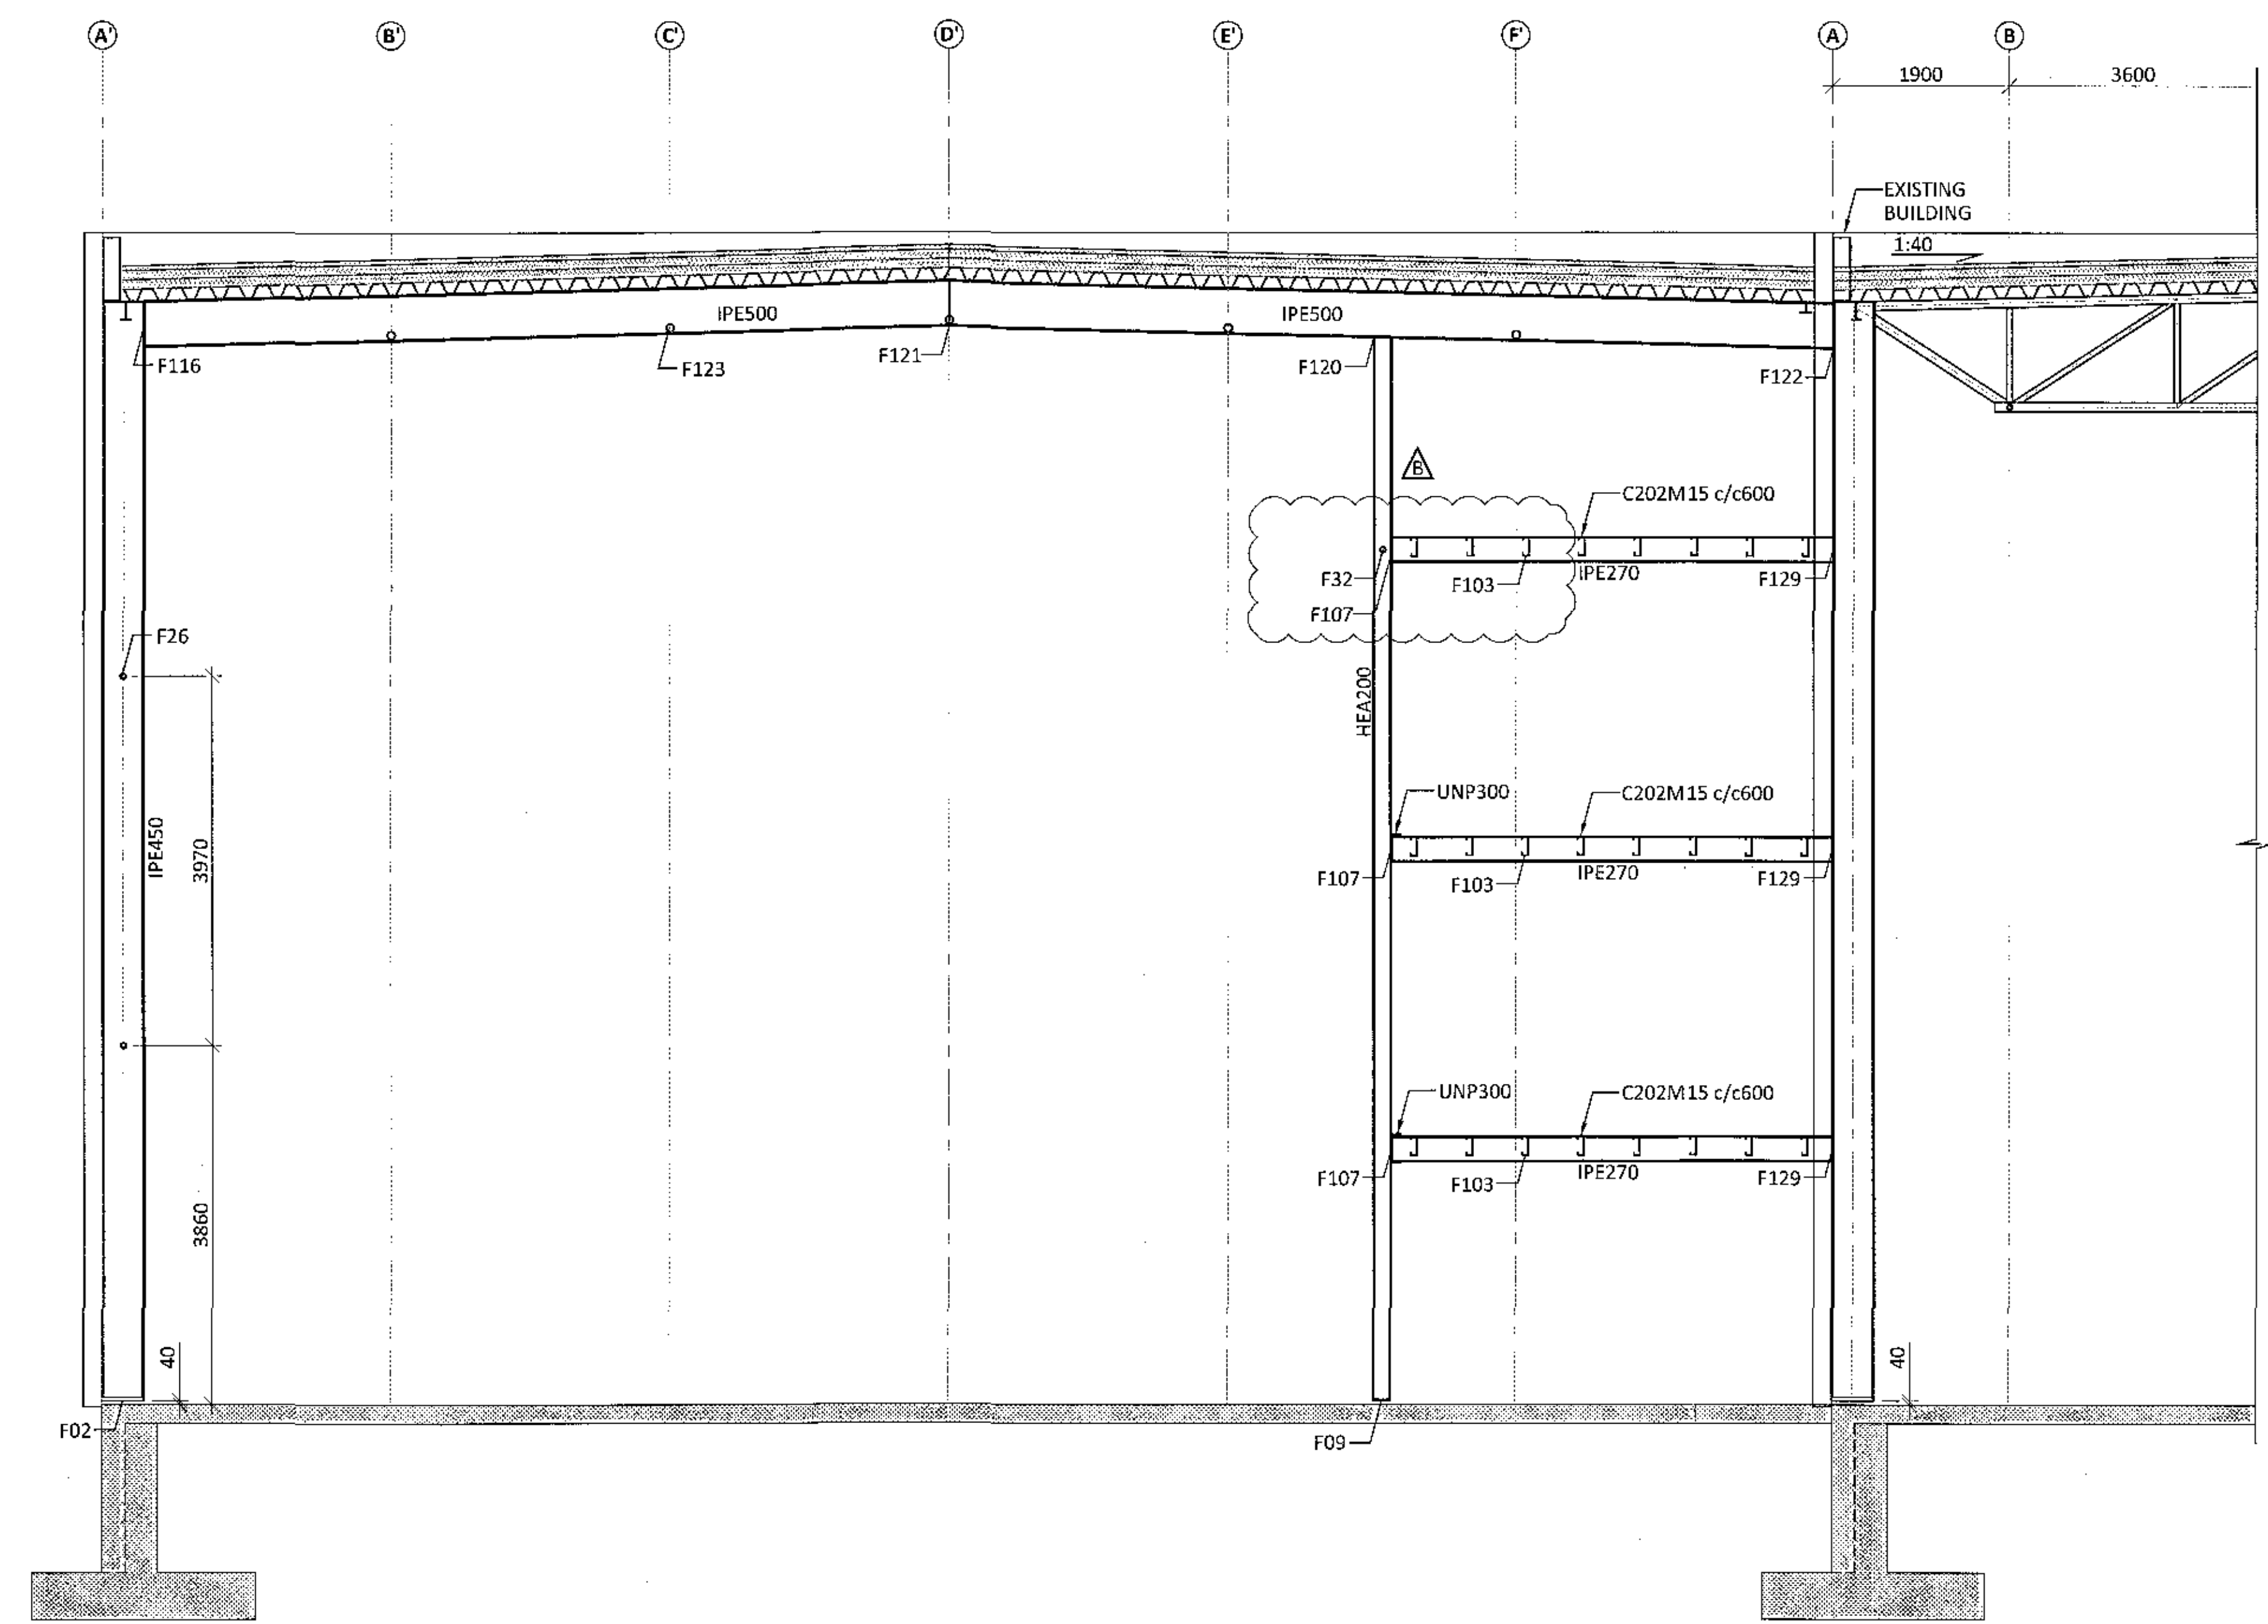 A' B' C' D' E' F' A B
1900 3600
EXISTING
BUILDING
1:40
IPE500 IPE500
F116 F123 F121 F120 F122
B
C202M15 c/c600
F32 F103 IPE270 F129
F107
F26
HEA200
UNP300 C202M15 c/c600
IPE450
3970
F107 F103 IPE270 F129
UNP300 C202M15 c/c600
F107 F103 IPE270 F129
3860
40 40
F02 F09